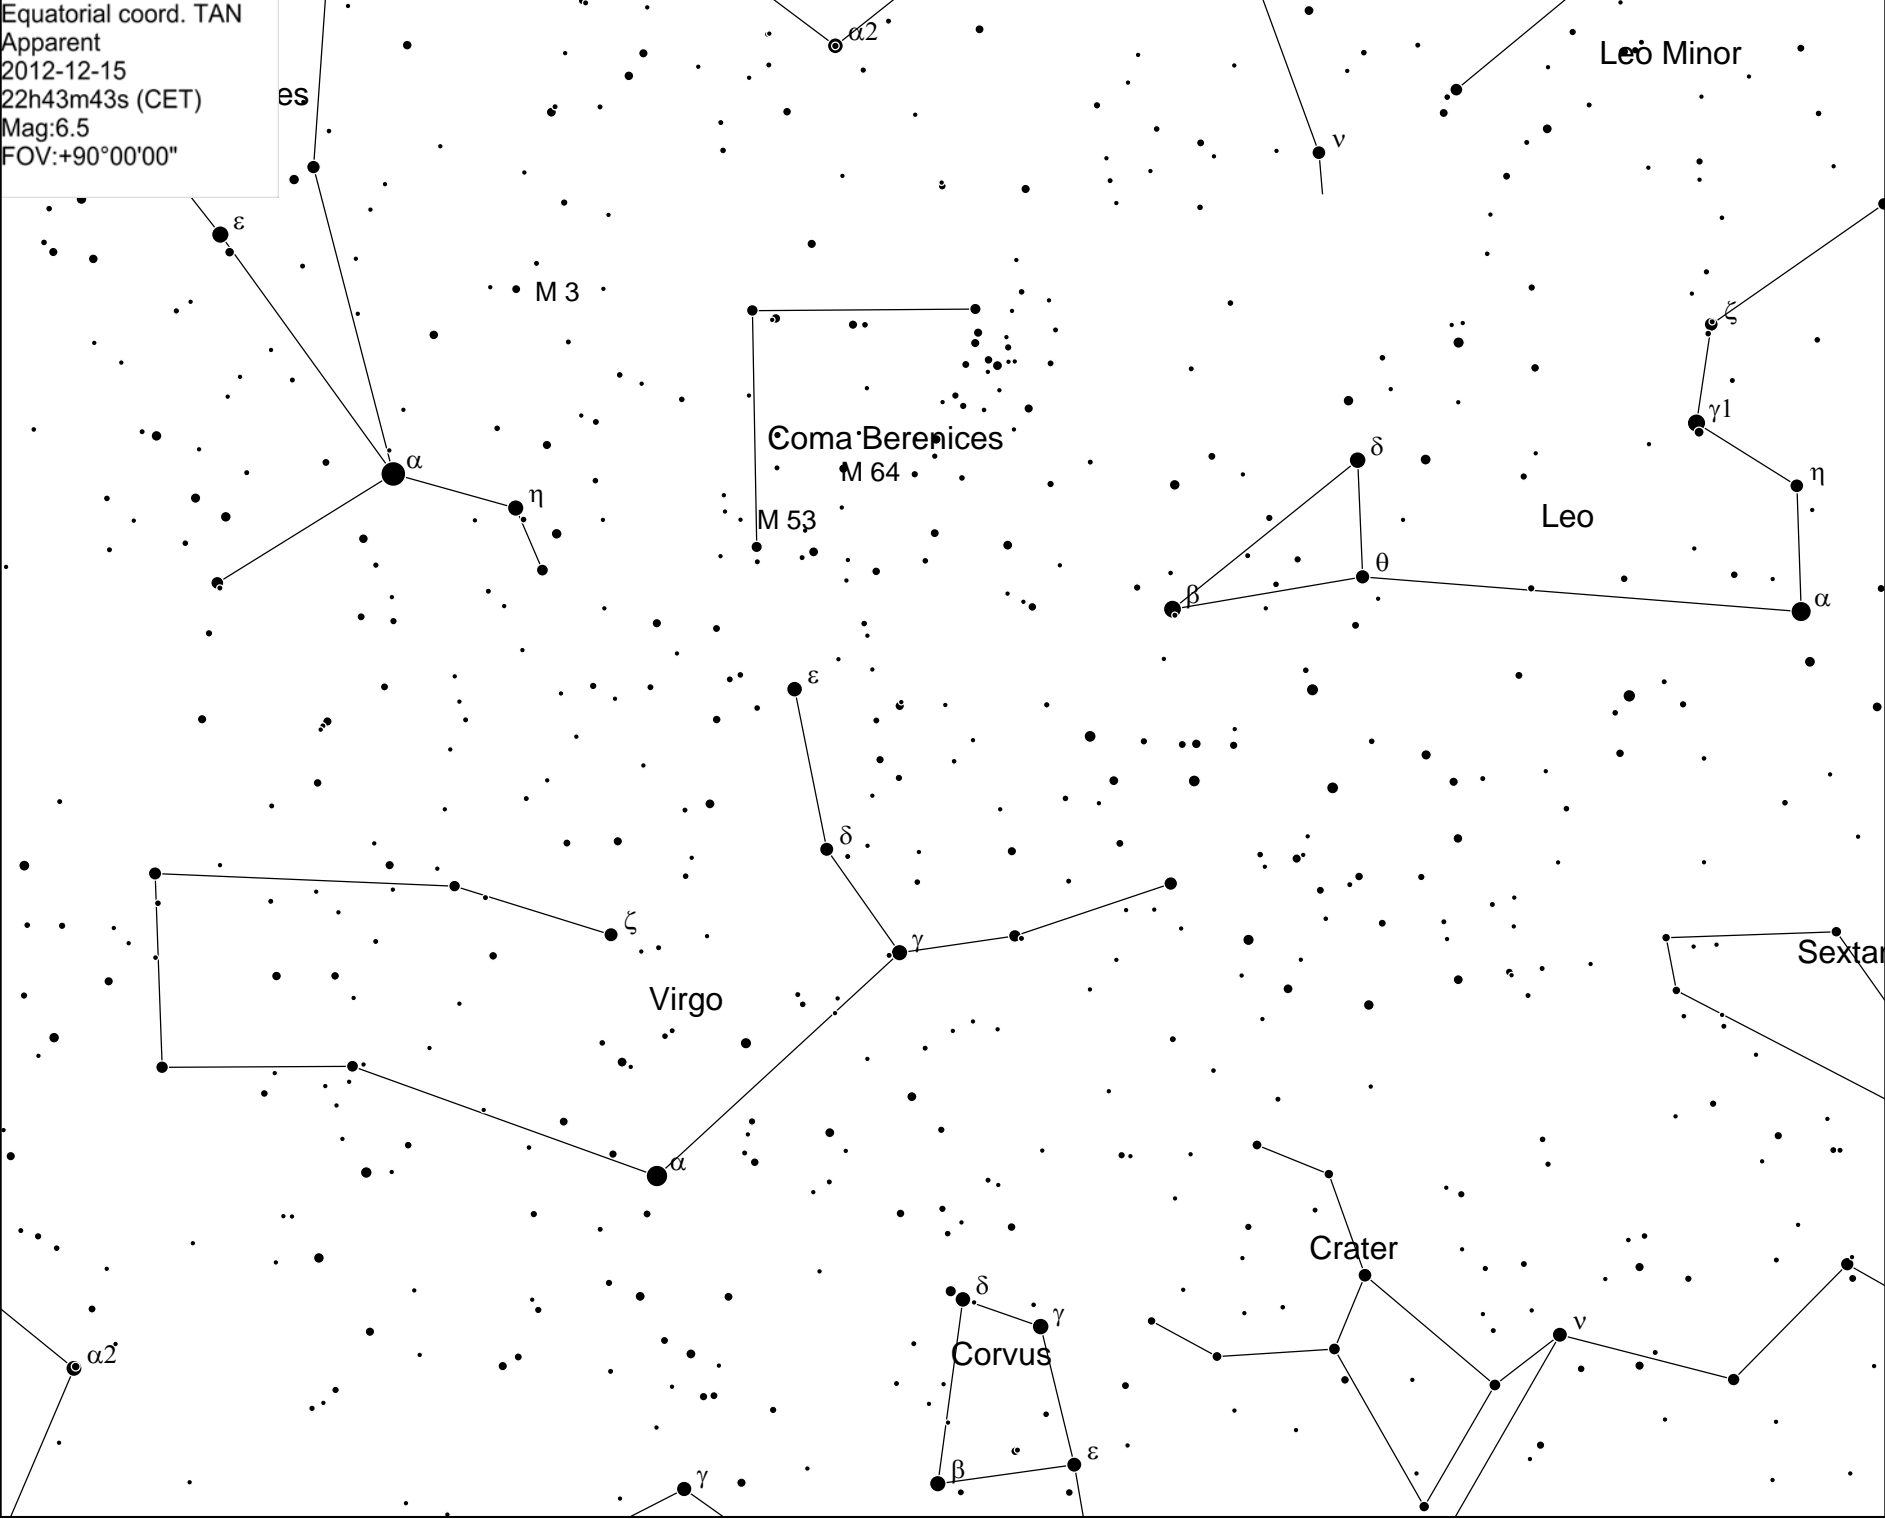 Equatorial coord. TAN
Apparent
2012-12-15
22h43m43s (CET)
Mag:6.5
FOV:+90°00'00"
α2
Leo Minor
es
ν
ε
M 3
ζ
γ1
Coma Berenices
δ
α
M 64
η
η
Leo
M 53
θ
β
α
ε
δ
ζ
γ
Sextan
Virgo
α
Crater
δ
γ
ν
α2
Corvus
ε
β
γ